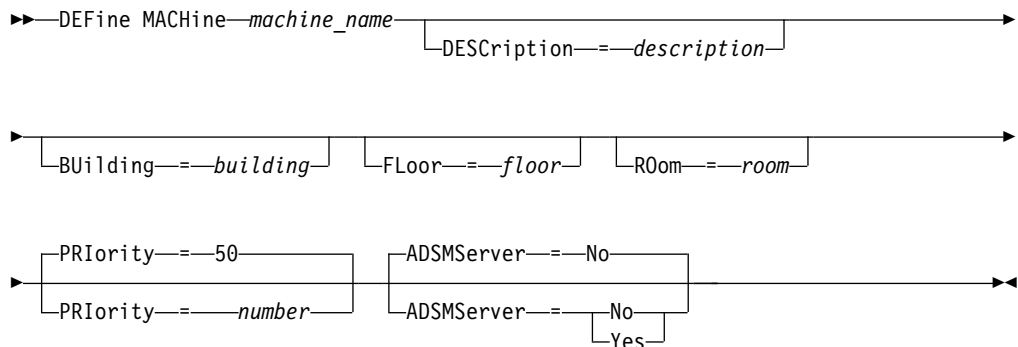 DEFine MACHine machine_name
DESCription = description
BUilding = building FLoor = floor ROom = room
PRIority = 50 ADSMServer = No
PRIority = number ADSMServer = No
Yes